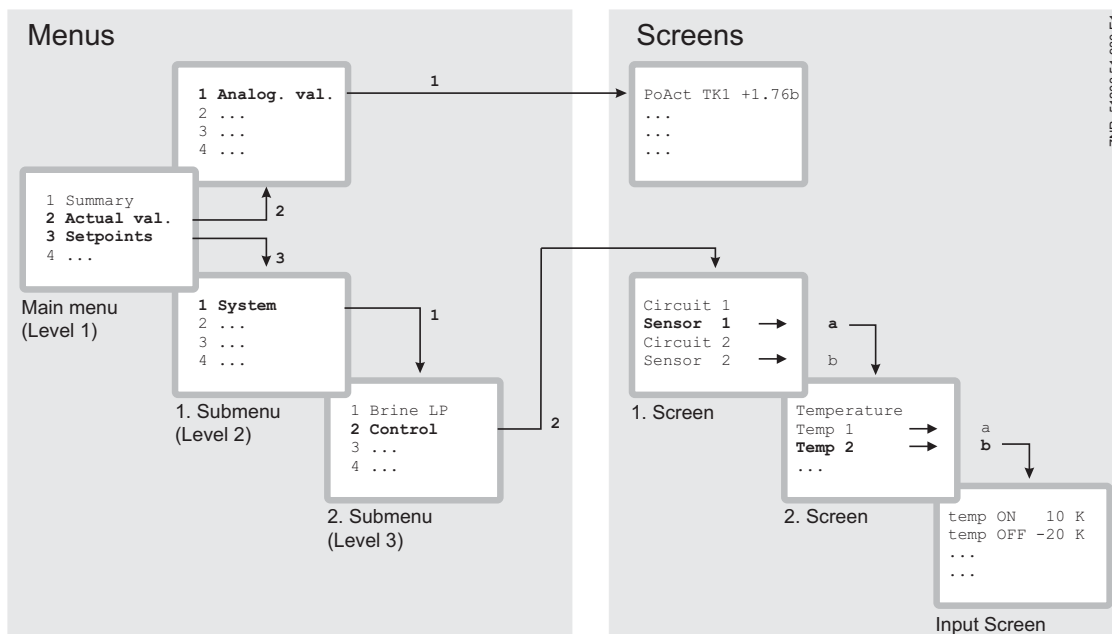 Menus
1 Analog. val.
2 ...
3 ...
4 ...
1
1 Summary
2 Actual val.
3 Setpoints
4 ...
2
3
Main menu
(Level 1)
1 System
2 ...
3 ...
4 ...
1
1. Submenu
(Level 2)
1 Brine LP
2 Control
3 ...
4 ...
2
2. Submenu
(Level 3)
Screens
PoAct TK1 +1.76b
...
...
...
Circuit 1
Sensor 1 a
Circuit 2
Sensor 2 b
1. Screen
Temperature
Temp 1 a
Temp 2 b
...
2. Screen
temp ON 10 K
temp OFF -20 K
...
...
Input Screen